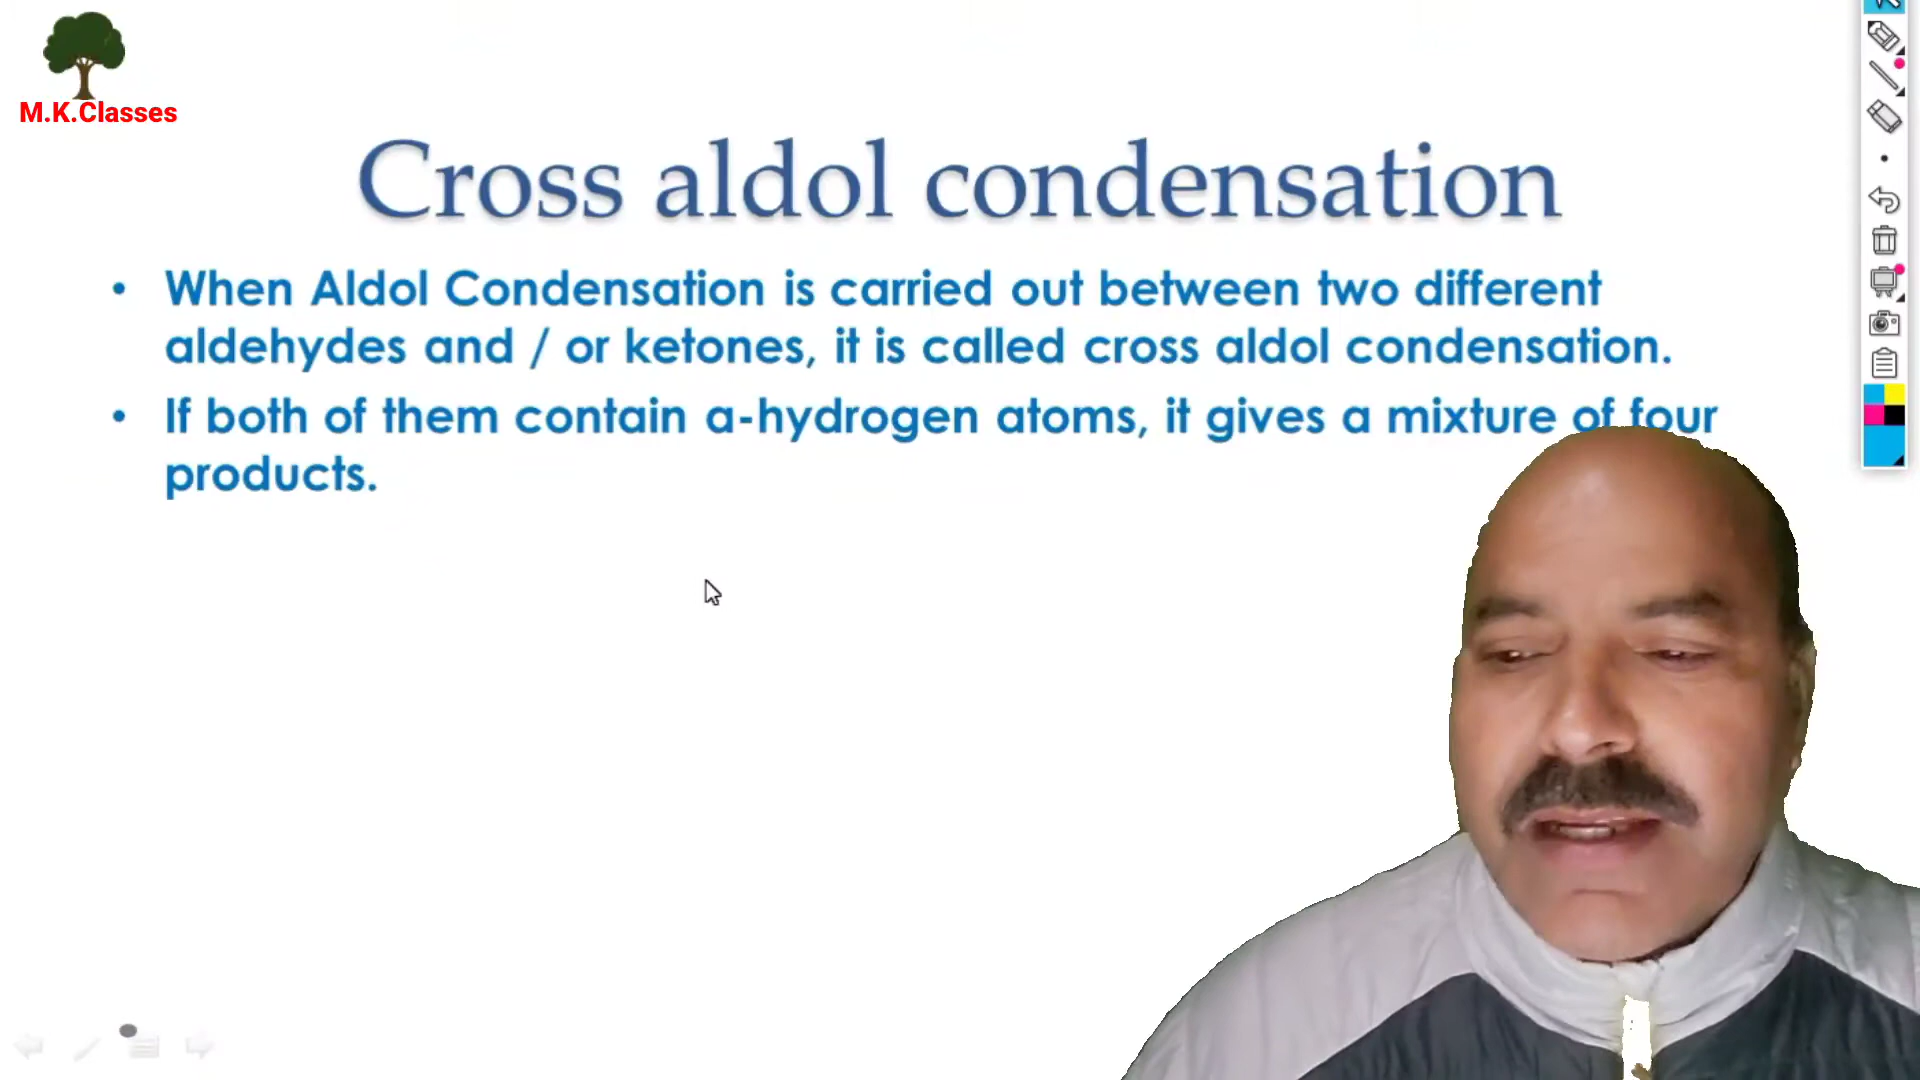 M.K.Classes
Cross aldol condensation
• When Aldol Condensation is carried out between two different
aldehydes and / or ketones, it is called cross aldol condensation.
• If both of them contain a-hydrogen atoms, it gives a mixture of four
products.